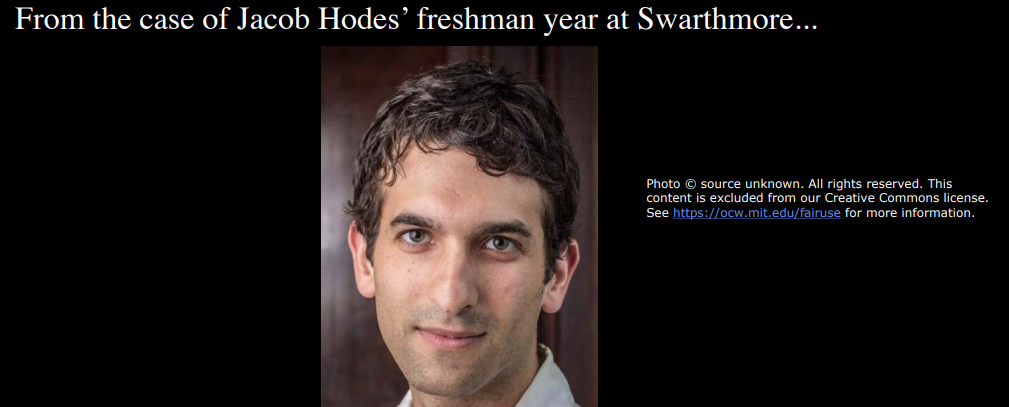 From the case of Jacob Hodes’ freshman year at Swarthmore...
Photo © source unknown. All rights reserved. This
content is excluded from our Creative Commons license.
See https://ocw.mit.edu/fairuse for more information.